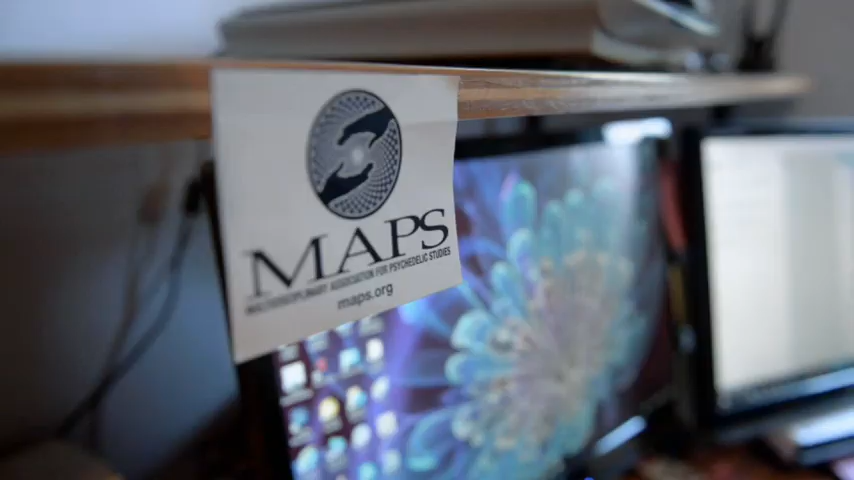 MAPS
MULTIDISCIPLINARY ASSOCIATION FOR PSYCHEDELIC STUDIES
maps.org